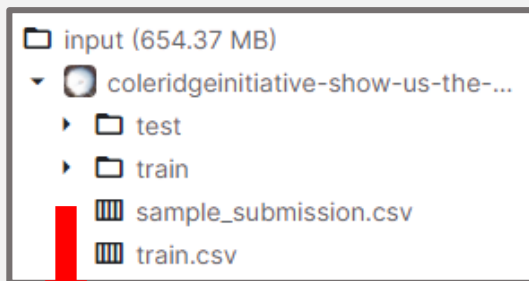 input (654.37 MB)
coleridgeinitiative-show-us-the-...
test
train
sample_submission.csv
train.csv